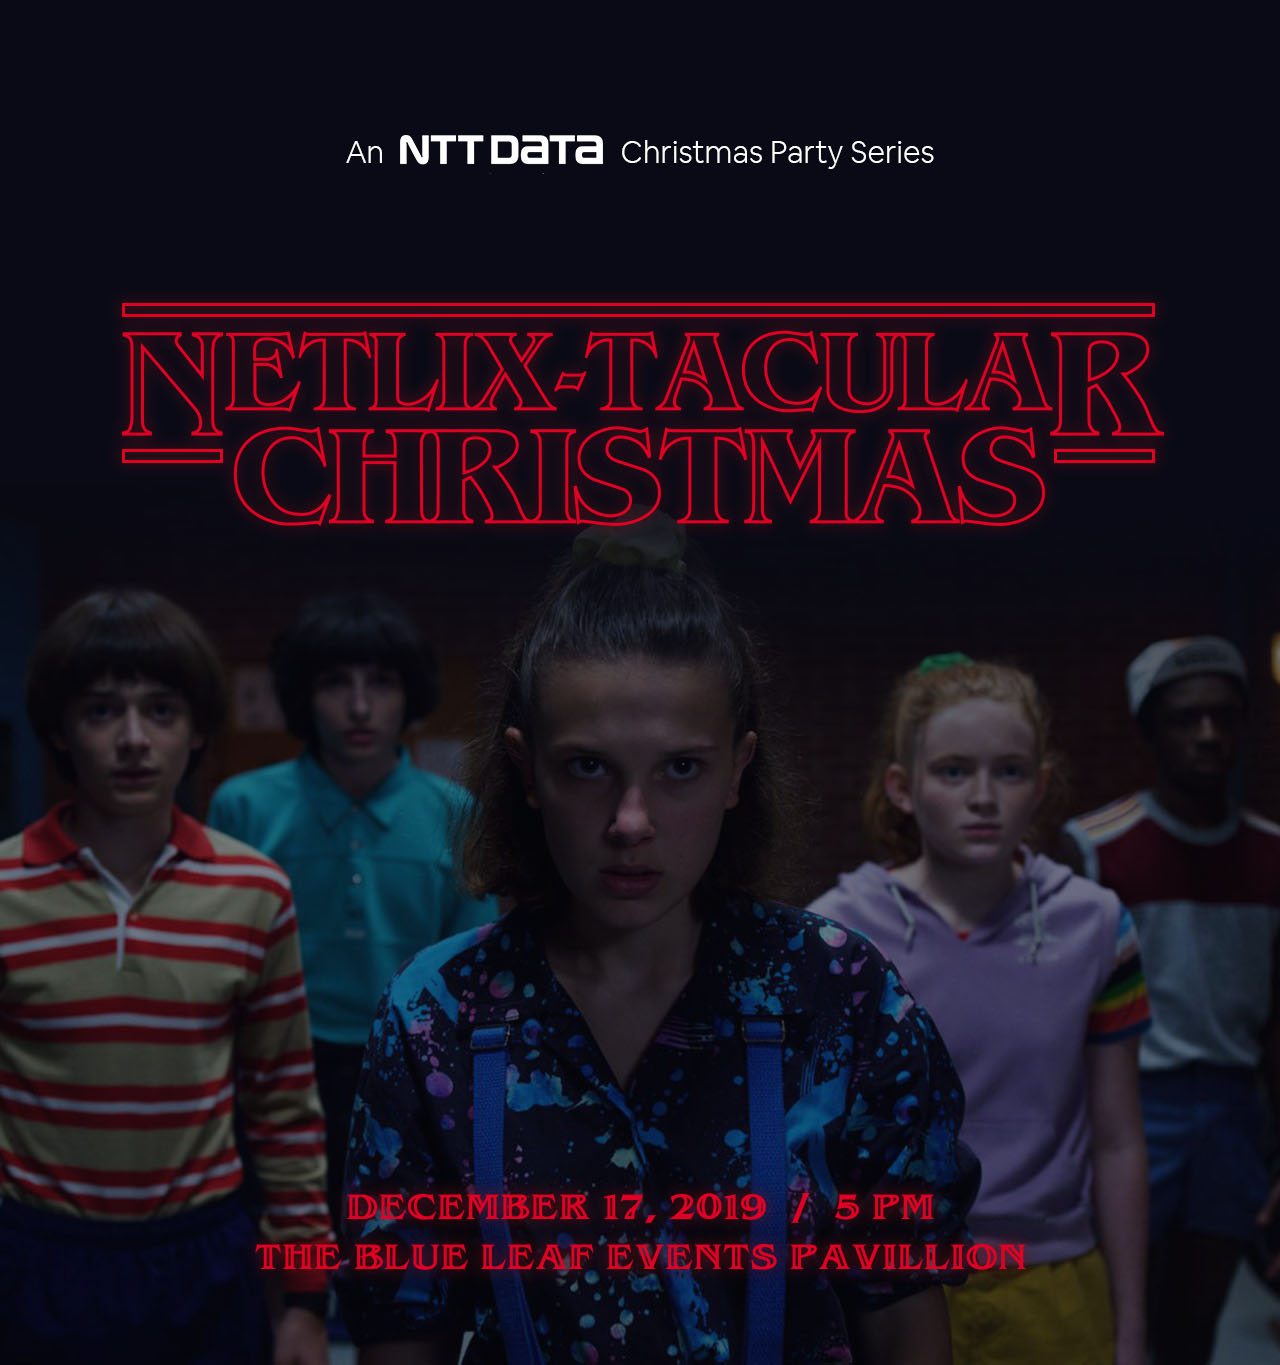 An NTT DATA Christmas Party Series
NETLIX-TACULAR
CHRISTMAS
DECEMBER 17, 2019 / 5 PM
THE BLUE LEAF EVENTS PAVILLION